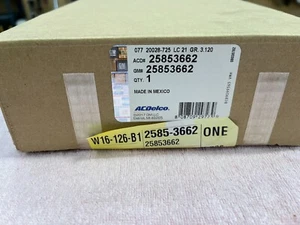 077 20028-725 LC 21 GR. 3.120
ACD# 25853662
GM# 25853662
QTY. 1
MADE IN MEXICO
ACDelco
W16-126-B1
2585-3662
25853662
ONE